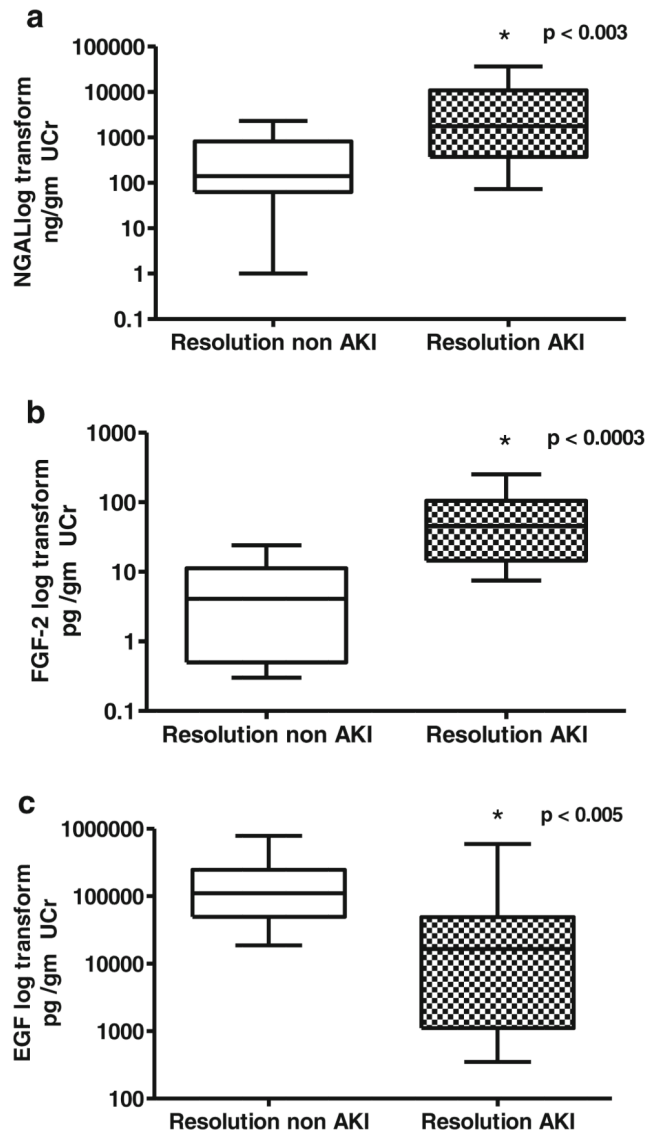 a
* p < 0.003
100000
10000
1000
100
10
1
0.1
NGALlog transform
ng/gm UCr
Resolution non AKI Resolution AKI
b
* p < 0.0003
1000
100
10
1
0.1
FGF-2 log transform
pg /gm UCr
Resolution non AKI Resolution AKI
c
* p < 0.005
1000000
100000
10000
1000
100
EGF log transform
pg /gm UCr
Resolution non AKI Resolution AKI